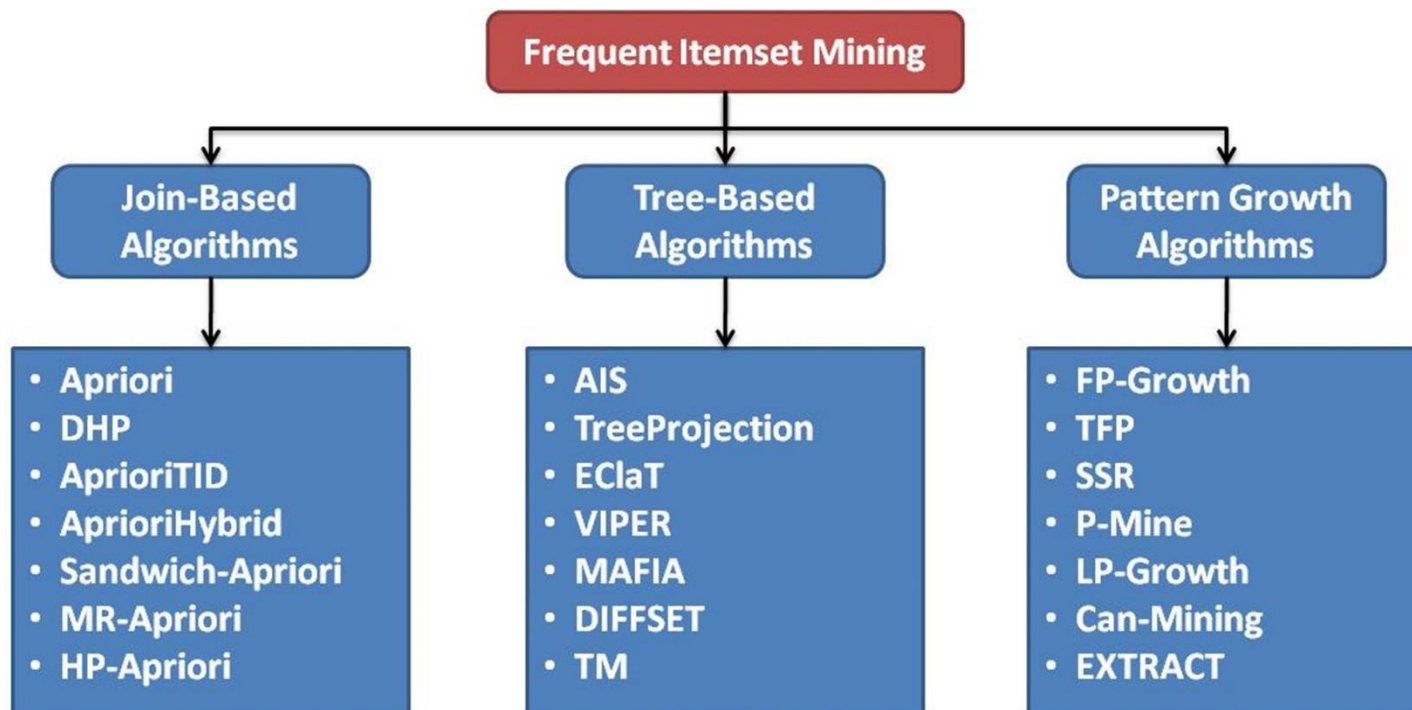 Frequent Itemset Mining
Join-Based
Algorithms
Tree-Based
Algorithms
Pattern Growth
Algorithms
• Apriori
• DHP
• AprioriTID
• AprioriHybrid
• Sandwich-Apriori
• MR-Apriori
• HP-Apriori
• AIS
• TreeProjection
• EClaT
• VIPER
• MAFIA
• DIFFSET
• TM
• FP-Growth
• TFP
• SSR
• P-Mine
• LP-Growth
• Can-Mining
• EXTRACT